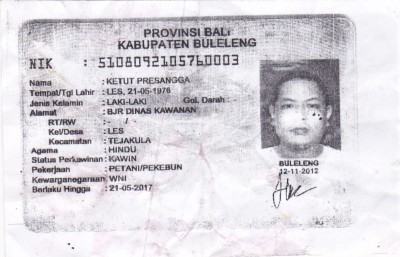 PROVINSI BALI
KABUPATEN BULELENG
NIK : 5108092105760003
Nama : KETUT PRESANGGA
Tempat/Tgl Lahir : LES, 21-05-1976
Jenis Kelamin : LAKI-LAKI Gol. Darah : -
Alamat : BJR DINAS KAWANAN
RT/RW : - / -
Kel/Desa : LES
Kecamatan : TEJAKULA
Agama : HINDU
Status Perkawinan : KAWIN
Pekerjaan : PETANI/PEKEBUN
Kewarganegaraan : WNI
Berlaku Hingga : 21-05-2017
BULELENG
12-11-2012